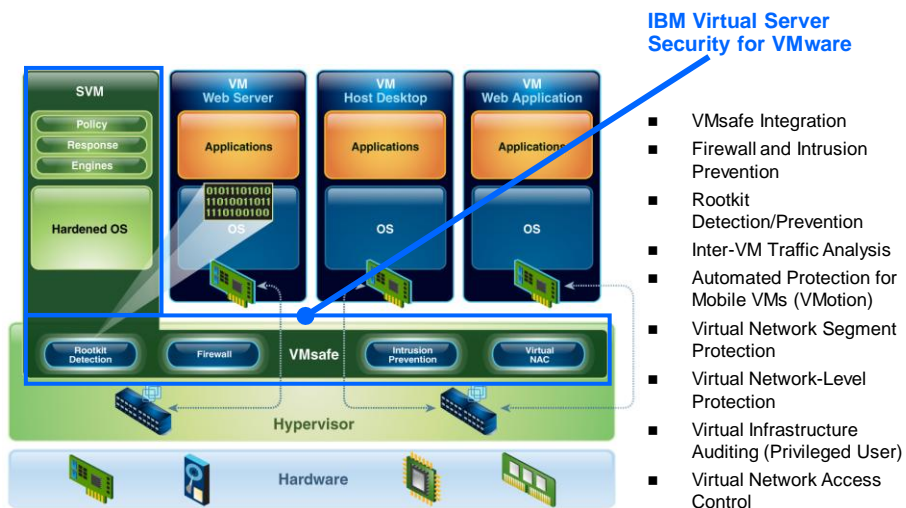 IBM Virtual Server
Security for VMware
SVM
Policy
Response
Engines
Hardened OS
VM
Web Server
Applications
01011101010
11010011011
1110100100
OS
VM
Host Desktop
Applications
OS
VM
Web Application
Applications
OS
Rootkit
Detection
Firewall
VMsafe
Intrusion
Prevention
Virtual
NAC
Hypervisor
Hardware
■ VMsafe Integration
■ Firewall and Intrusion
Prevention
■ Rootkit
Detection/Prevention
■ Inter-VM Traffic Analysis
■ Automated Protection for
Mobile VMs (VMotion)
■ Virtual Network Segment
Protection
■ Virtual Network-Level
Protection
■ Virtual Infrastructure
Auditing (Privileged User)
■ Virtual Network Access
Control